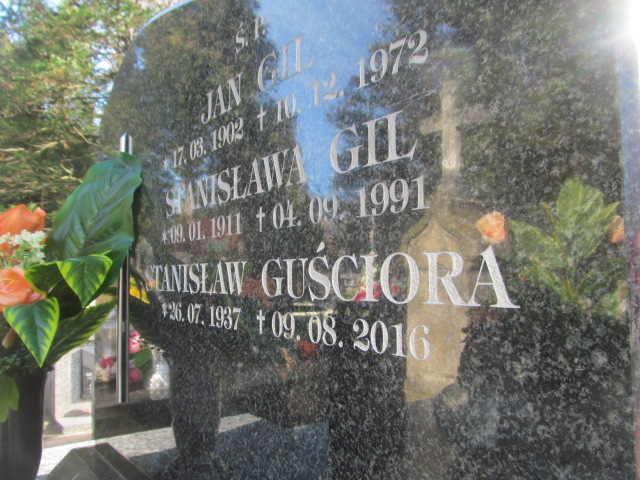 Ś.P.
JAN GIL
* 17. 03. 1902 † 10. 12. 1972
STANISŁAWA GIL
* 09. 01. 1911 † 04. 09. 1991
STANISŁAW GUŚCIORA
* 26. 07. 1937 † 09. 08. 2016